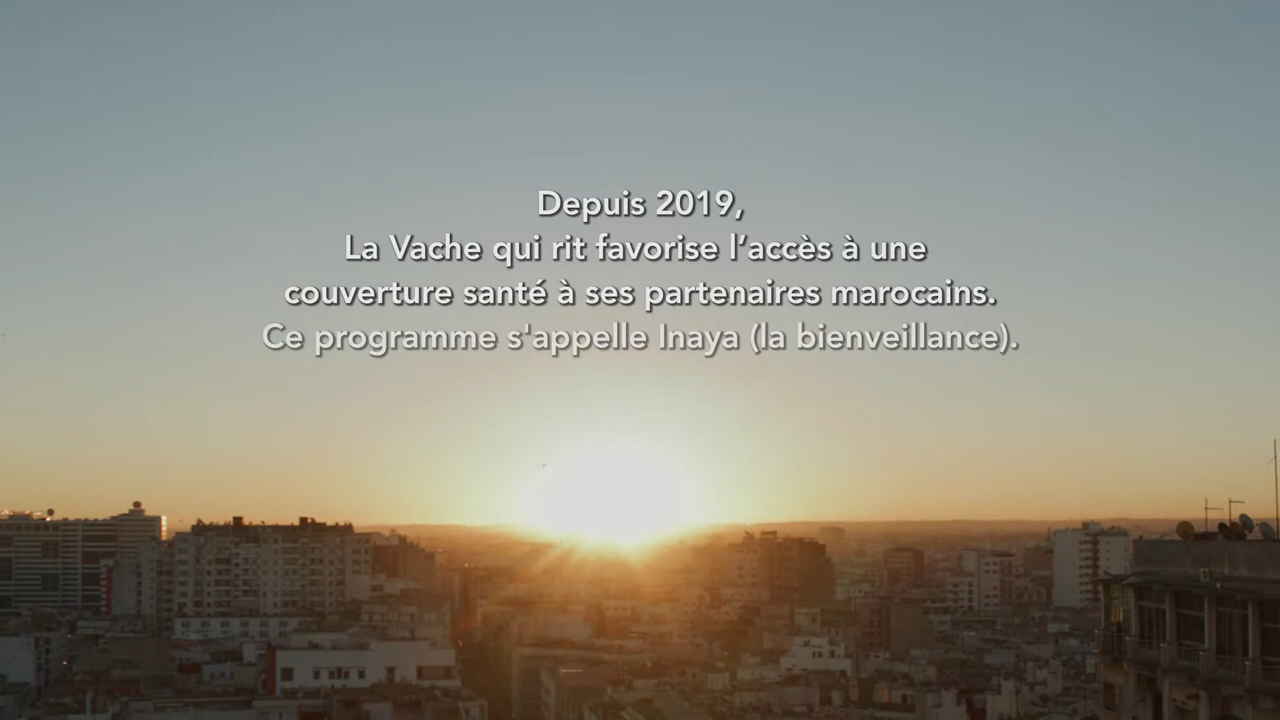 Depuis 2019,
La Vache qui rit favorise l’accès à une
couverture santé à ses partenaires marocains.
Ce programme s'appelle Inaya (la bienveillance).